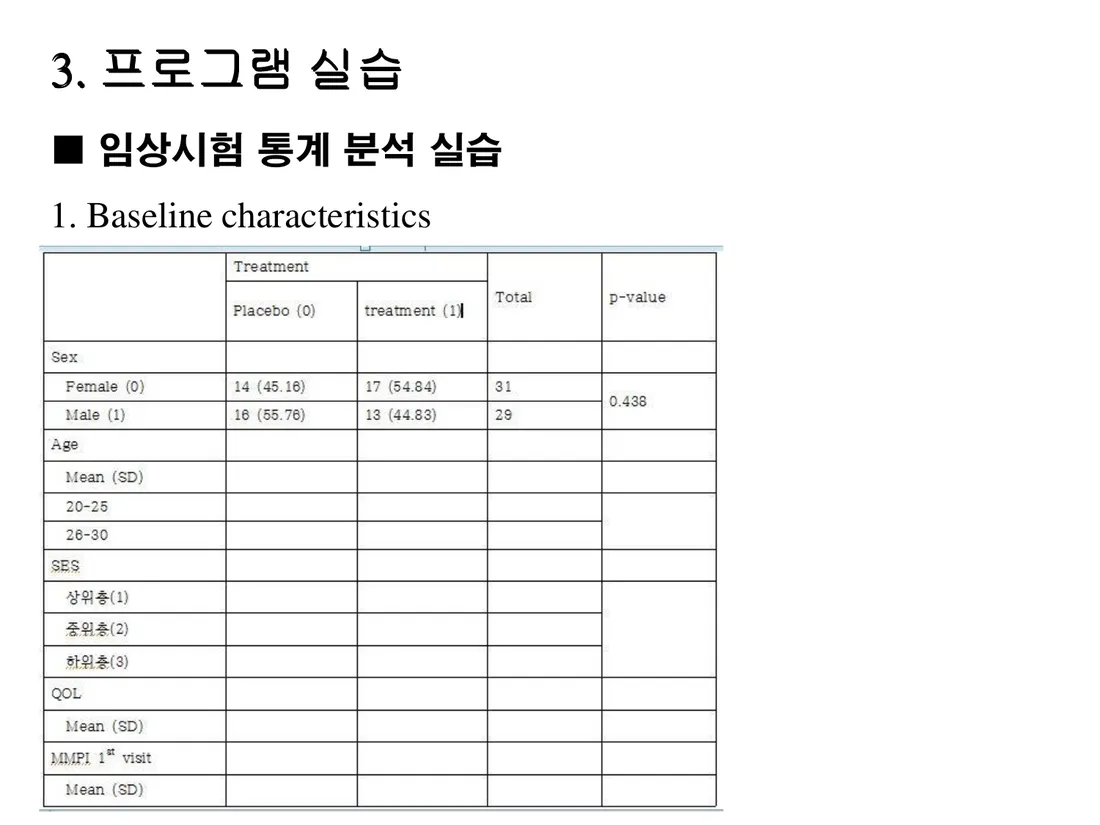 3. 프로그램 실습
■ 임상시험 통계 분석 실습
1. Baseline characteristics
Treatment
Total
p-value
Placebo (0)
treatment (1)
Sex
Female (0) 14 (45.16) 17 (54.84) 31
0.438
Male (1) 16 (55.76) 13 (44.83) 29
Age
Mean (SD)
20-25
26-30
SES
상위층(1)
중위층(2)
하위층(3)
QOL
Mean (SD)
MMPI 1st visit
Mean (SD)